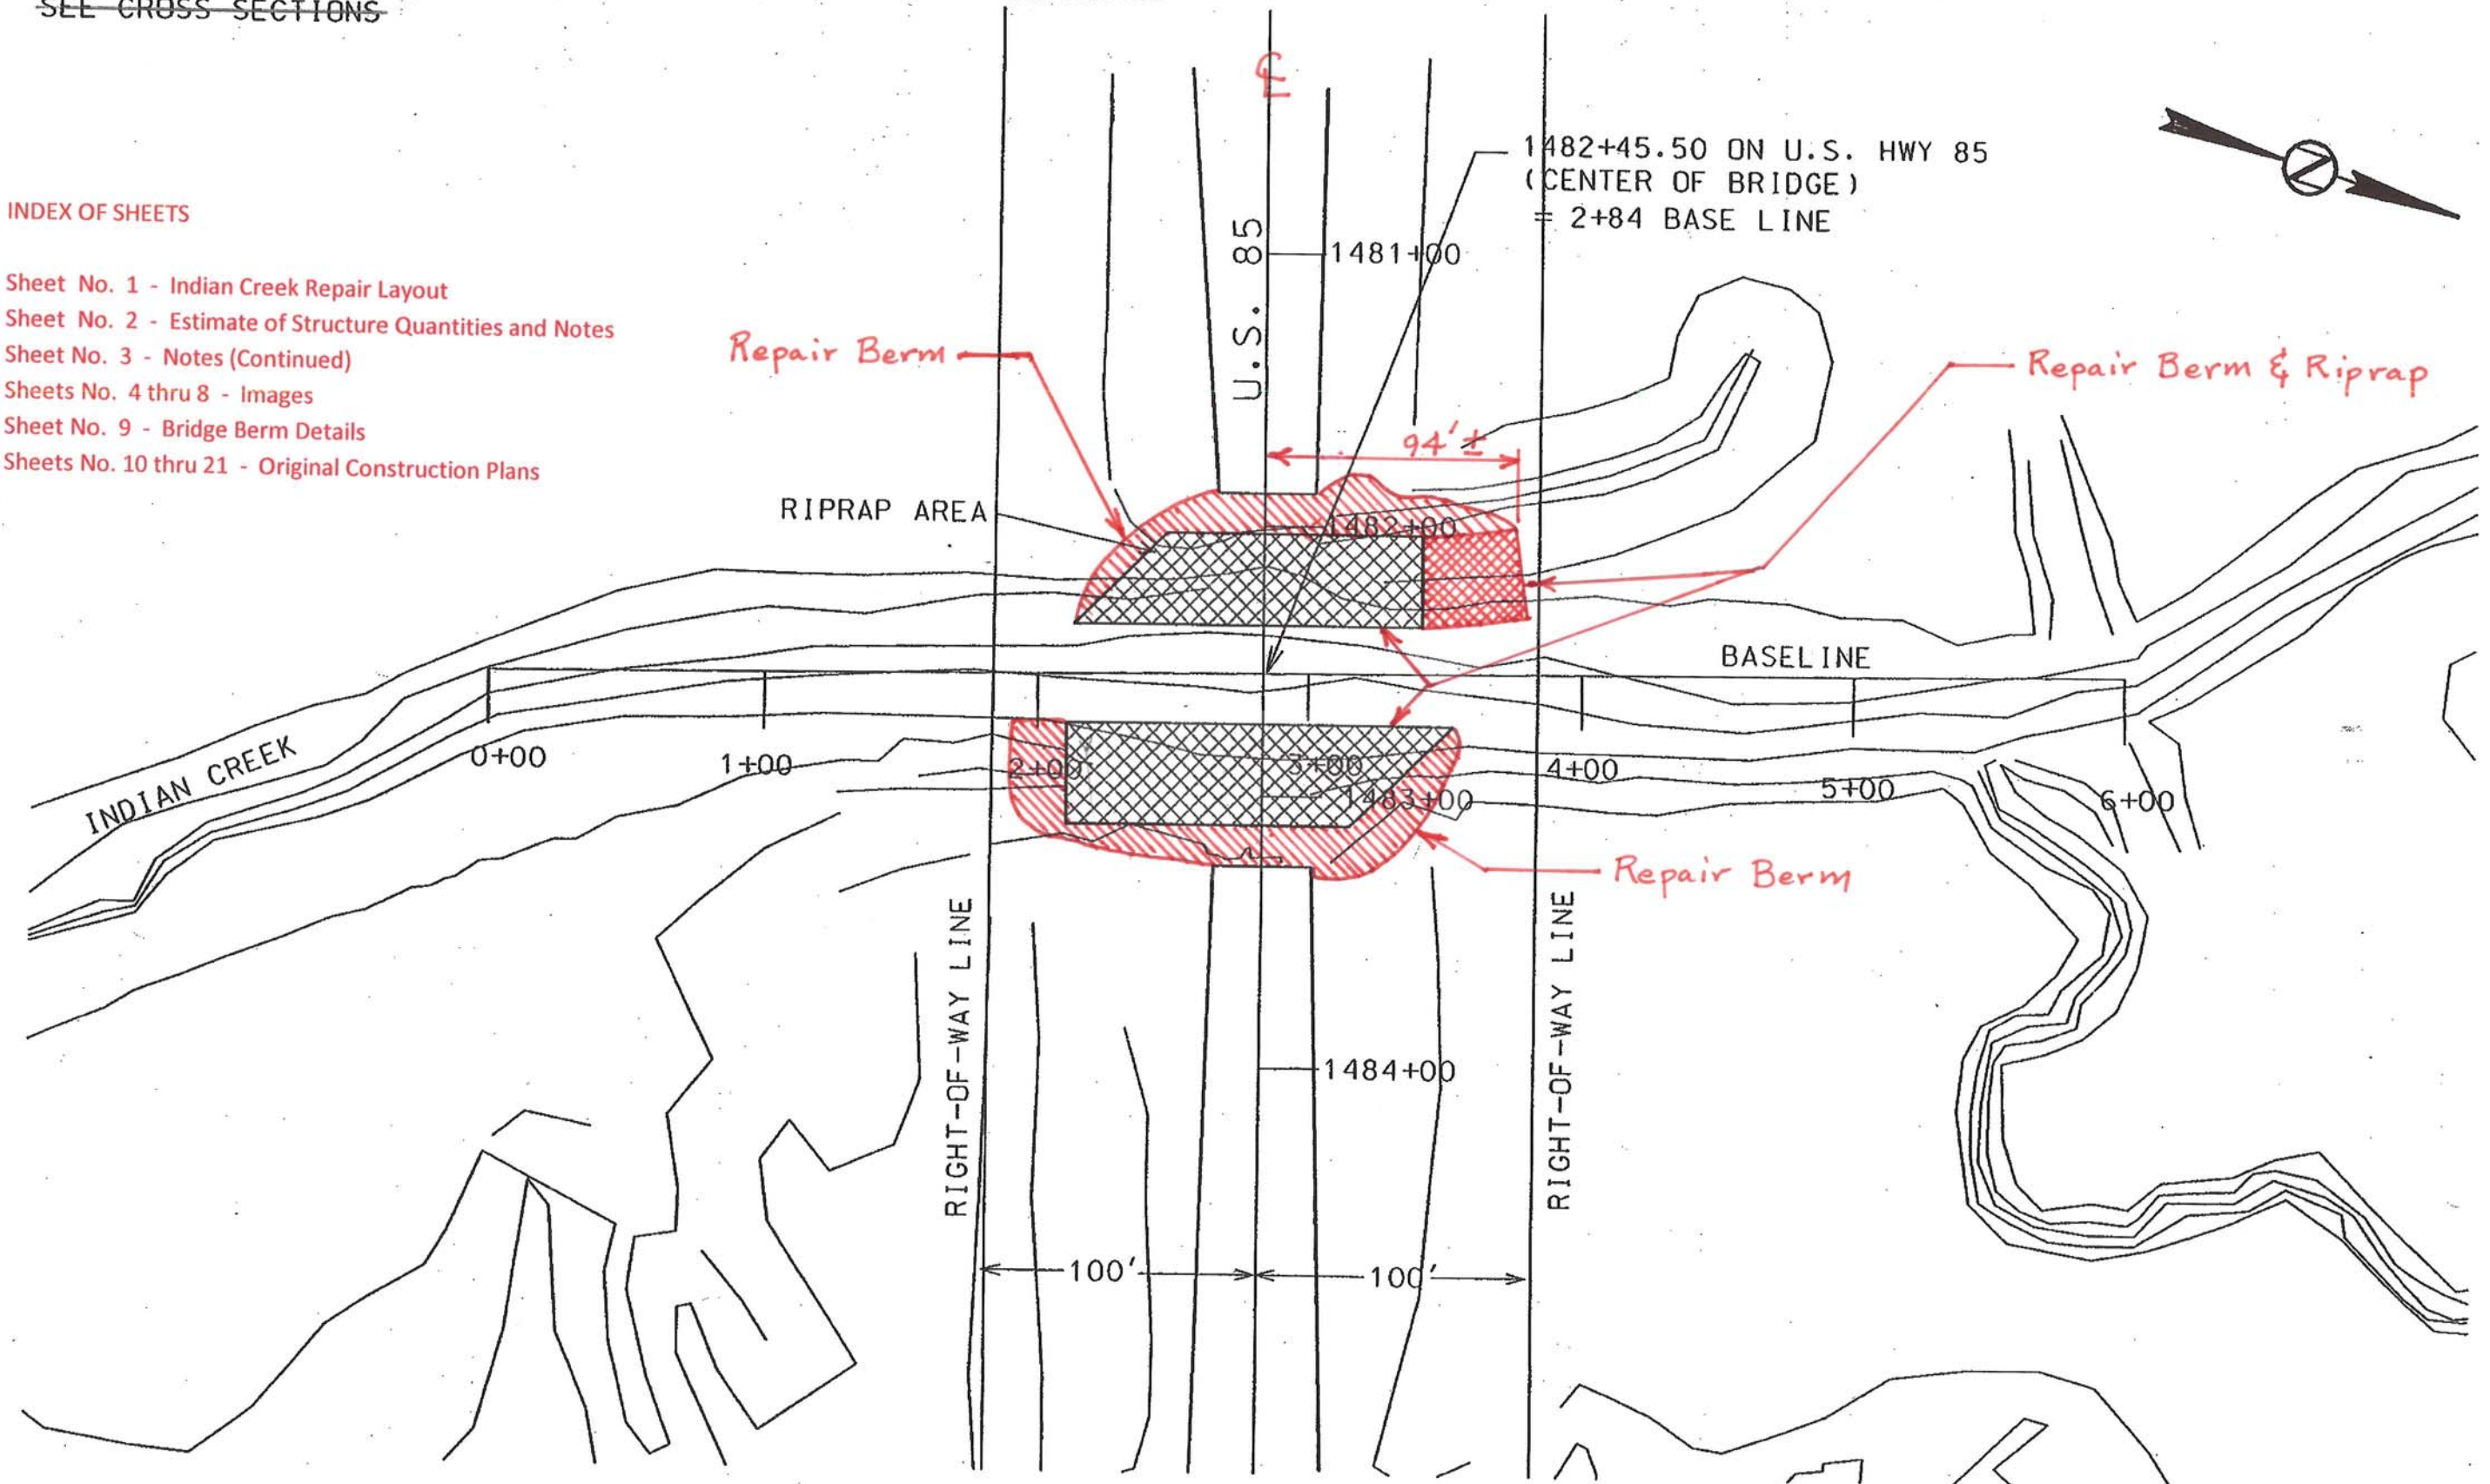 SEE CROSS SECTIONS
℄
1482+45.50 ON U.S. HWY 85
(CENTER OF BRIDGE)
= 2+84 BASE LINE
N
INDEX OF SHEETS
Sheet No. 1 - Indian Creek Repair Layout
Sheet No. 2 - Estimate of Structure Quantities and Notes
Sheet No. 3 - Notes (Continued)
Sheets No. 4 thru 8 - Images
Sheet No. 9 - Bridge Berm Details
Sheets No. 10 thru 21 - Original Construction Plans
U.S. 85
1481+00
Repair Berm
Repair Berm & Riprap
94'±
RIPRAP AREA
1482+00
BASELINE
INDIAN CREEK
0+00
1+00
2+00
3+00
4+00
5+00
6+00
1483+00
Repair Berm
RIGHT-OF-WAY LINE
RIGHT-OF-WAY LINE
1484+00
100'
100'